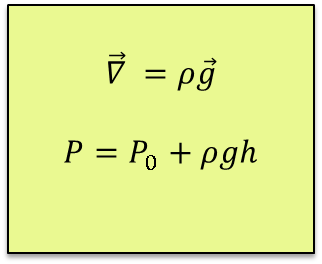 ∇⃗ = ρg⃗
P = P₀ + ρgh